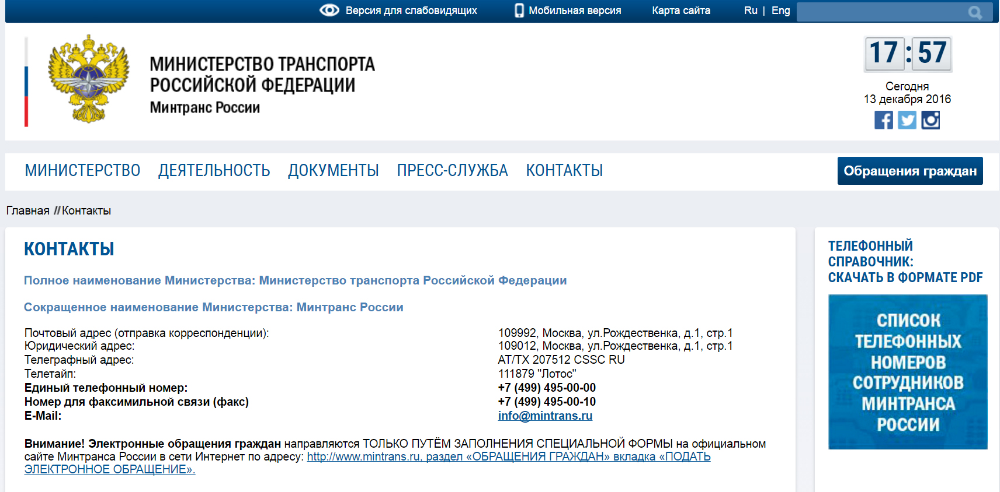 Версия для слабовидящих
Мобильная версия
Карта сайта
Ru | Eng
МИНИСТЕРСТВО ТРАНСПОРТА
РОССИЙСКОЙ ФЕДЕРАЦИИ
Минтранс России
17:57
Сегодня
13 декабря 2016
МИНИСТЕРСТВО
ДЕЯТЕЛЬНОСТЬ
ДОКУМЕНТЫ
ПРЕСС-СЛУЖБА
КОНТАКТЫ
Обращения граждан
Главная //Контакты
КОНТАКТЫ
Полное наименование Министерства: Министерство транспорта Российской Федерации
Сокращенное наименование Министерства: Минтранс России
Почтовый адрес (отправка корреспонденции): 109992, Москва, ул.Рождественка, д.1, стр.1
Юридический адрес: 109012, Москва, ул.Рождественка, д.1, стр.1
Телеграфный адрес: AT/TX 207512 CSSC RU
Телетайп: 111879 "Лотос"
Единый телефонный номер: +7 (499) 495-00-00
Номер для факсимильной связи (факс) +7 (499) 495-00-10
E-Mail: info@mintrans.ru
Внимание! Электронные обращения граждан направляются ТОЛЬКО ПУТЁМ ЗАПОЛНЕНИЯ СПЕЦИАЛЬНОЙ ФОРМЫ на официальном
сайте Минтранса России в сети Интернет по адресу: http://www.mintrans.ru, раздел «ОБРАЩЕНИЯ ГРАЖДАН» вкладка «ПОДАТЬ
ЭЛЕКТРОННОЕ ОБРАЩЕНИЕ».
ТЕЛЕФОННЫЙ
СПРАВОЧНИК:
СКАЧАТЬ В ФОРМАТЕ PDF
СПИСОК
ТЕЛЕФОННЫХ
НОМЕРОВ
СОТРУДНИКОВ
МИНТРАНСА
РОССИИ